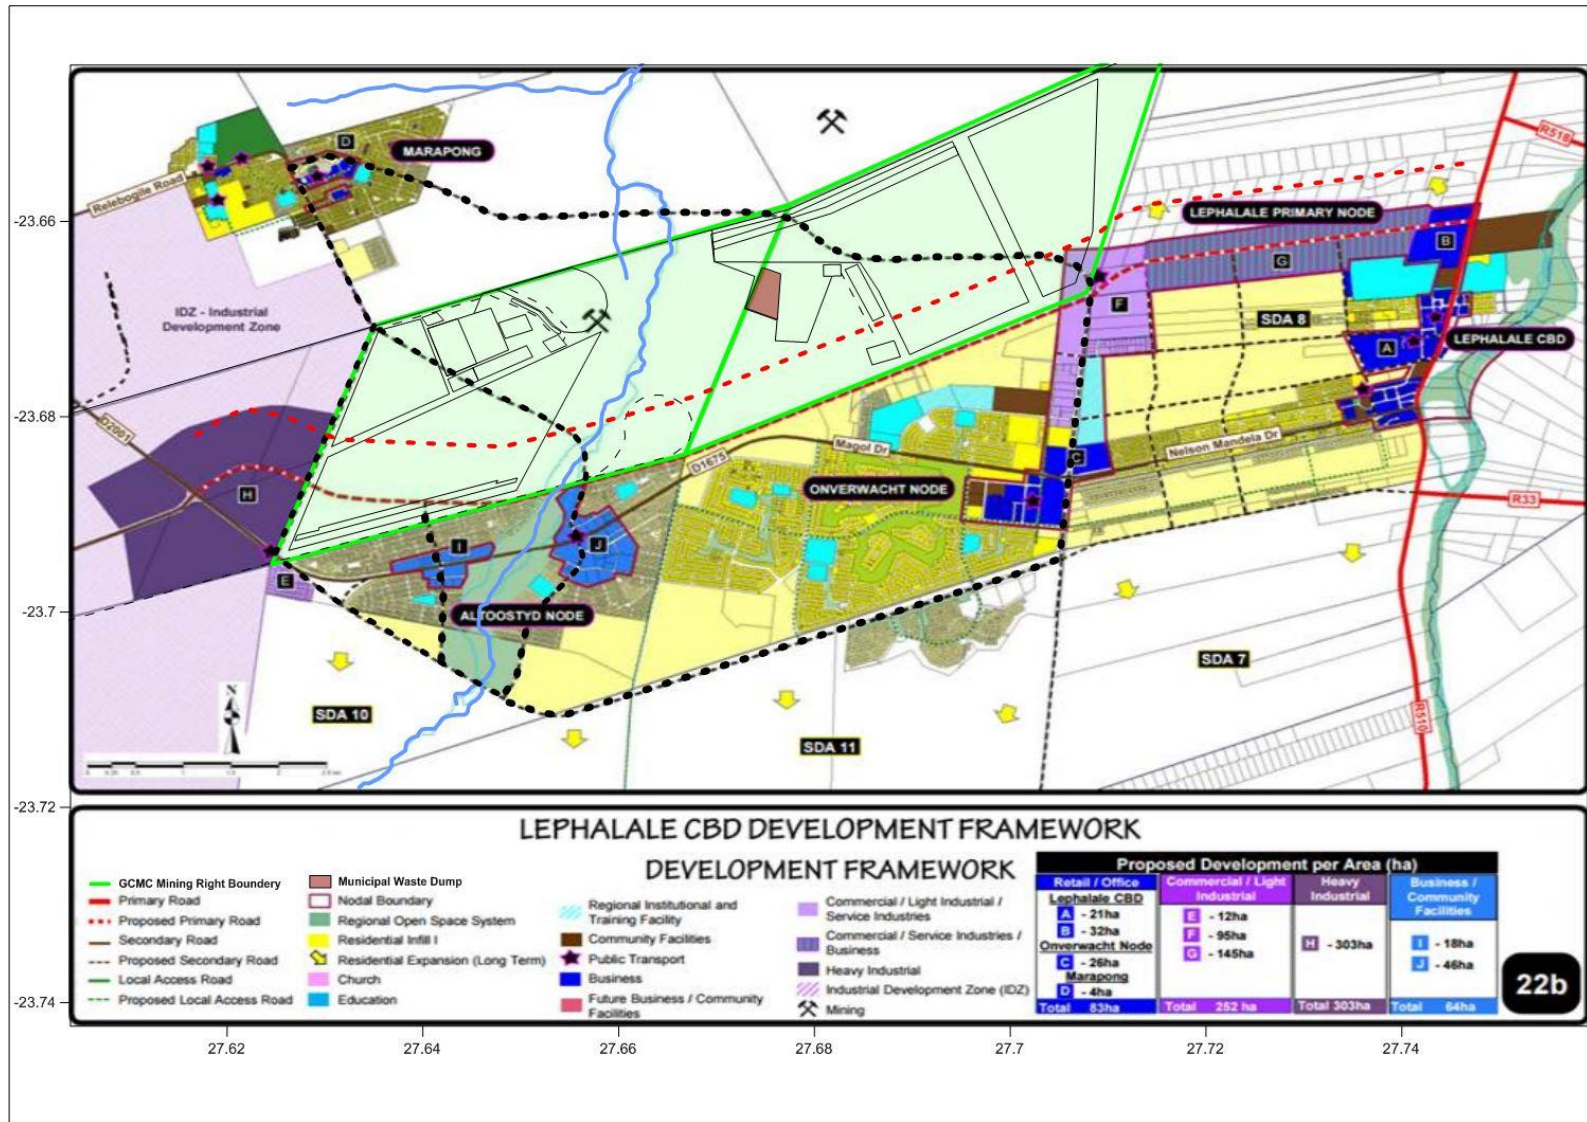 MARAPONG
D
Relebogile Road
R518
-23.66
LEPHALALE PRIMARY NODE
B
G
F
IDZ - Industrial
Development Zone
SDA 8
A
LEPHALALE CBD
-23.68
D2001
Magol Dr
Nelson Mandela Dr
D1675
C
H
ONVERWACHT NODE
R33
I
J
E
-23.7
ALTOOSTYD NODE
SDA 7
N
SDA 10
R510
SDA 11
-23.72
LEPHALALE CBD DEVELOPMENT FRAMEWORK
DEVELOPMENT FRAMEWORK
GCMC Mining Right Boundery
Primary Road
Proposed Primary Road
Secondary Road
Proposed Secondary Road
Local Access Road
Proposed Local Access Road
Municipal Waste Dump
Nodal Boundary
Regional Open Space System
Residential Infill I
Residential Expansion (Long Term)
Church
Education
Regional Institutional and
Training Facility
Community Facilities
Public Transport
Business
Future Business / Community
Facilities
Commercial / Light Industrial /
Service Industries
Commercial / Service Industries /
Business
Heavy Industrial
Industrial Development Zone (IDZ)
Mining
Proposed Development per Area (ha)
Retail / Office
Lephalale CBD
A - 21ha
B - 32ha
Onverwacht Node
C - 26ha
Marapong
D - 4ha
Total 83ha
Commercial / Light
Industrial
E - 12ha
F - 95ha
G - 145ha
Total 252 ha
Heavy
Industrial
H - 303ha
Total 303ha
Business /
Community
Facilities
I - 18ha
J - 46ha
Total 64ha
22b
-23.74
27.62 27.64 27.66 27.68 27.7 27.72 27.74